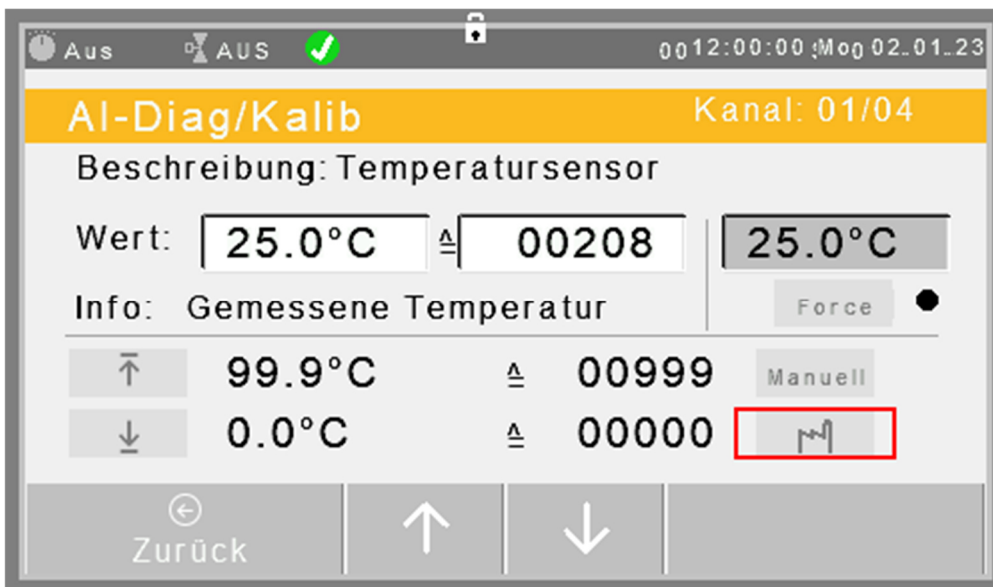 Aus AUS 0012:00:00 :Mo0 02.01.23
AI-Diag/Kalib Kanal: 01/04
Beschreibung: Temperatursensor
Wert: 25.0°C ≙ 00208 25.0°C
Info: Gemessene Temperatur Force
99.9°C ≙ 00999 Manuell
0.0°C ≙ 00000
Zurück